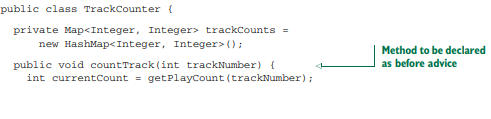 public class TrackCounter {
private Map<Integer, Integer> trackCounts =
new HashMap<Integer, Integer>();
public void countTrack(int trackNumber) {
int currentCount = getPlayCount(trackNumber);
Method to be declared
as before advice